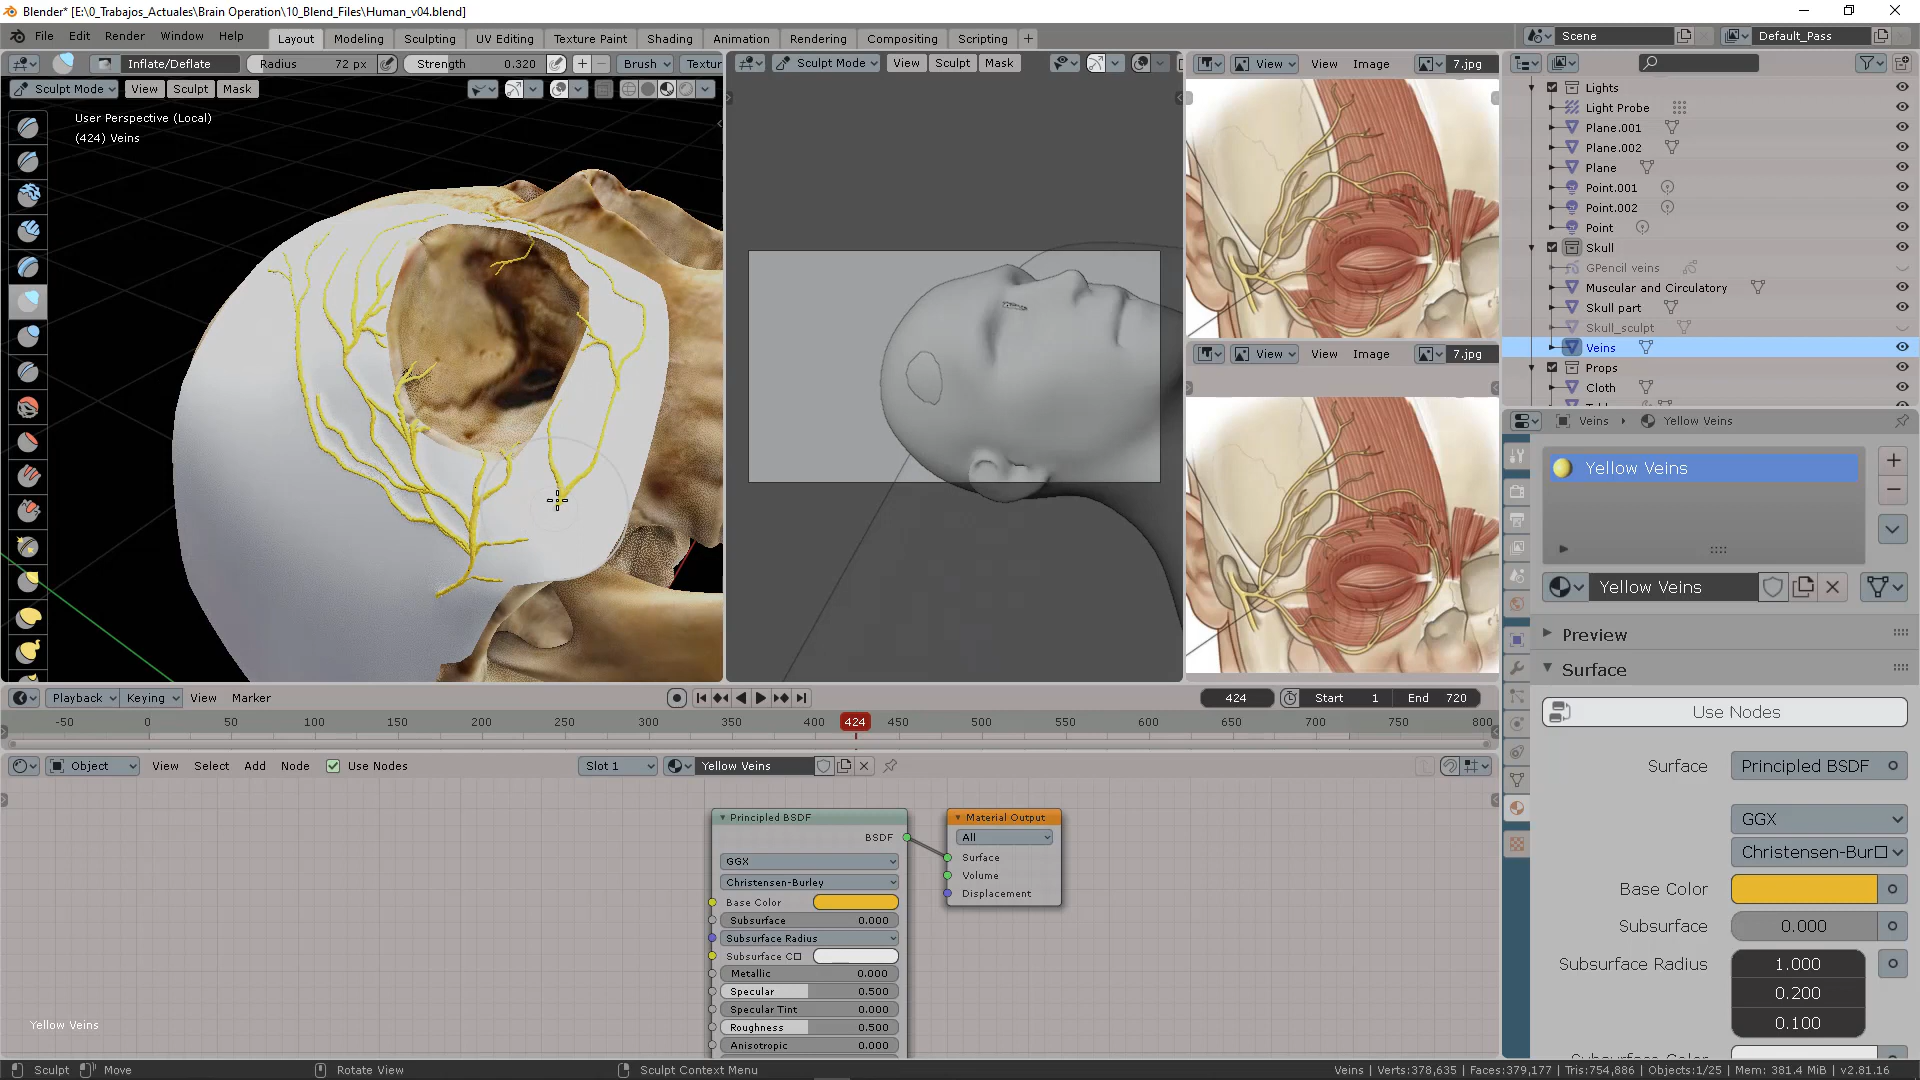 Blender* [E:\0_Trabajos_Actuales\Brain Operation\10_Blend_Files\Human_v04.blend]
File Edit Render Window Help
Layout Modeling Sculpting UV Editing Texture Paint Shading Animation Rendering Compositing Scripting
Scene
Default_Pass
Inflate/Deflate Radius 72 px Strength 0.320 Brush Textur
Sculpt Mode View Sculpt Mask
User Perspective (Local)
(424) Veins
Sculpt Mode View Sculpt Mask
View View Image 7.jpg
View View Image 7.jpg
Lights
Light Probe
Plane.001
Plane.002
Plane
Point.001
Point.002
Point
Skull
GPencil veins
Muscular and Circulatory
Skull part
Skull_sculpt
Veins
Props
Cloth
Veins Yellow Veins
Yellow Veins
Yellow Veins
Preview
Surface
Use Nodes
Surface Principled BSDF
GGX
Christensen-Bur
Base Color
Subsurface 0.000
Subsurface Radius 1.000
0.200
0.100
Subsurface Color
Playback Keying View Marker
424 Start 1 End 720
-50 0 50 100 150 200 250 300 350 400 424 450 500 550 600 650 700 750 800
Object View Select Add Node Use Nodes Slot 1 Yellow Veins
Principled BSDF
BSDF
GGX
Christensen-Burley
Base Color
Subsurface 0.000
Subsurface Radius
Subsurface C
Metallic 0.000
Specular 0.500
Specular Tint 0.000
Roughness 0.500
Anisotropic 0.000
Material Output
All
Surface
Volume
Displacement
Yellow Veins
Sculpt Move Rotate View Sculpt Context Menu
Veins | Verts:378,635 | Faces:379,177 | Tris:754,886 | Objects:1/25 | Mem: 381.4 MiB | v2.81.16